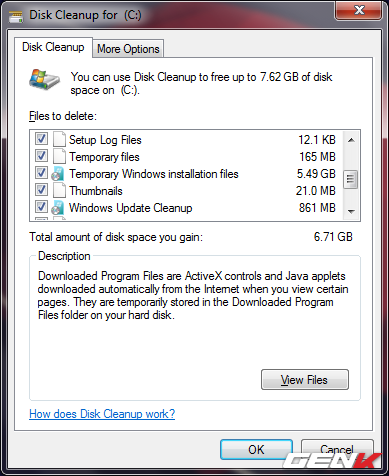 Disk Cleanup for (C:)
Disk Cleanup
More Options
You can use Disk Cleanup to free up to 7.62 GB of disk
space on (C:).
Files to delete:
Setup Log Files 12.1 KB
Temporary files 165 MB
Temporary Windows installation files 5.49 GB
Thumbnails 21.0 MB
Windows Update Cleanup 861 MB
Total amount of disk space you gain: 6.71 GB
Description
Downloaded Program Files are ActiveX controls and Java applets
downloaded automatically from the Internet when you view certain
pages. They are temporarily stored in the Downloaded Program
Files folder on your hard disk.
View Files
How does Disk Cleanup work?
OK
Cancel
GENK